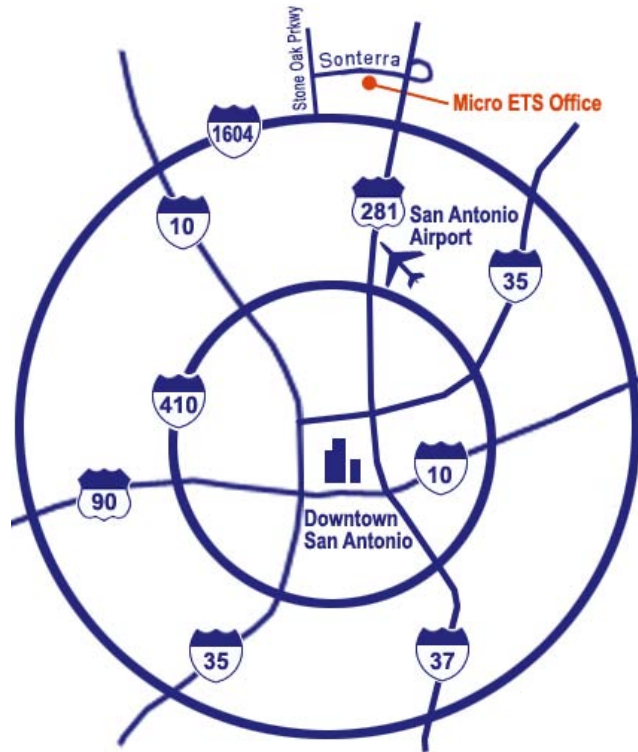 Stone Oak Prkwy
Sonterra
Micro ETS Office
1604
10
281
San Antonio
Airport
35
410
10
90
Downtown
San Antonio
35
37